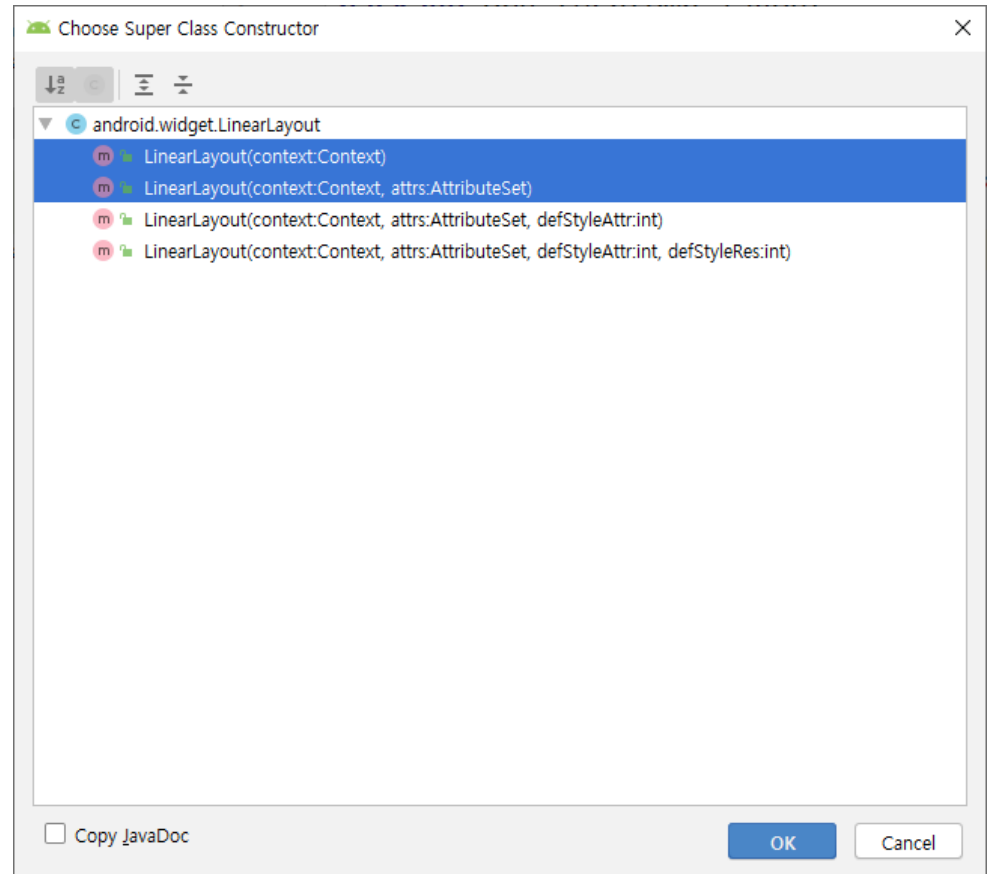 Choose Super Class Constructor
android.widget.LinearLayout
LinearLayout(context:Context)
LinearLayout(context:Context, attrs:AttributeSet)
LinearLayout(context:Context, attrs:AttributeSet, defStyleAttr:int)
LinearLayout(context:Context, attrs:AttributeSet, defStyleAttr:int, defStyleRes:int)
Copy JavaDoc
OK Cancel